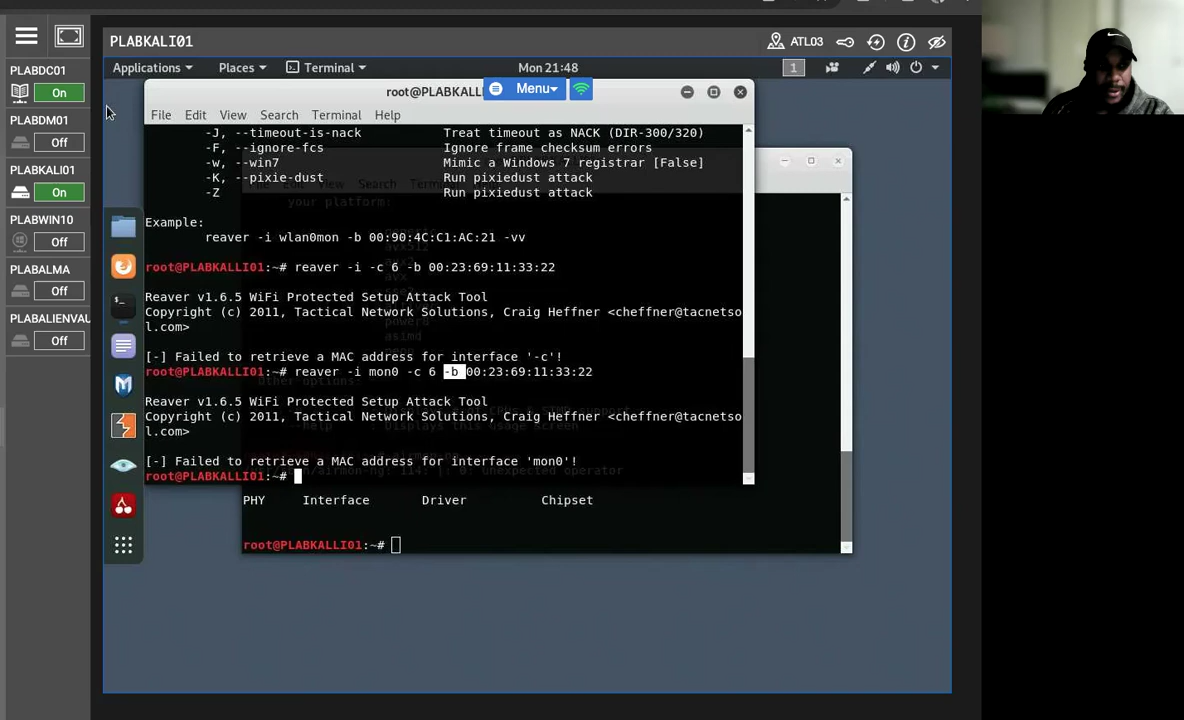 PLABKALI01
ATL03
PLABDC01
On
PLABDM01
Off
PLABKALI01
On
PLABWIN10
Off
PLABALMA
Off
PLABALIENVAU
Off
Applications
Places
Terminal
Mon 21:48
1
root@PLABKALLI
Menu
File Edit View Search Terminal Help
-J, --timeout-is-nack Treat timeout as NACK (DIR-300/320)
-F, --ignore-fcs Ignore frame checksum errors
-w, --win7 Mimic a Windows 7 registrar [False]
-K, --pixie-dust Run pixiedust attack
-Z Run pixiedust attack
Example:
reaver -i wlan0mon -b 00:90:4C:C1:AC:21 -vv
root@PLABKALLI01:~# reaver -i -c 6 -b 00:23:69:11:33:22
Reaver v1.6.5 WiFi Protected Setup Attack Tool
Copyright (c) 2011, Tactical Network Solutions, Craig Heffner <cheffner@tacnetso
l.com>
[-] Failed to retrieve a MAC address for interface '-c'!
root@PLABKALLI01:~# reaver -i mon0 -c 6 -b 00:23:69:11:33:22
Reaver v1.6.5 WiFi Protected Setup Attack Tool
Copyright (c) 2011, Tactical Network Solutions, Craig Heffner <cheffner@tacnetso
l.com>
[-] Failed to retrieve a MAC address for interface 'mon0'!
root@PLABKALLI01:~#
PHY Interface Driver Chipset
root@PLABKALLI01:~#